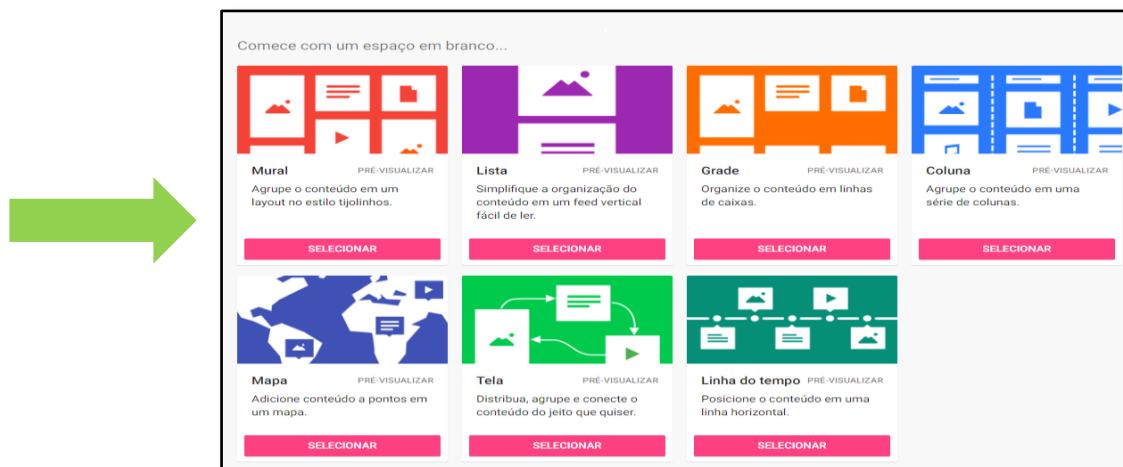 Comece com um espaço em branco...
Mural PRÉ-VISUALIZAR
Agrupe o conteúdo em um
layout no estilo tijolinhos.
SELECIONAR
Lista PRÉ-VISUALIZAR
Simplifique a organização do
conteúdo em um feed vertical
fácil de ler.
SELECIONAR
Grade PRÉ-VISUALIZAR
Organize o conteúdo em linhas
de caixas.
SELECIONAR
Coluna PRÉ-VISUALIZAR
Agrupe o conteúdo em uma
série de colunas.
SELECIONAR
Mapa PRÉ-VISUALIZAR
Adicione conteúdo a pontos em
um mapa.
SELECIONAR
Tela PRÉ-VISUALIZAR
Distribua, agrupe e conecte o
conteúdo do jeito que quiser.
SELECIONAR
Linha do tempo PRÉ-VISUALIZAR
Posicione o conteúdo em uma
linha horizontal.
SELECIONAR